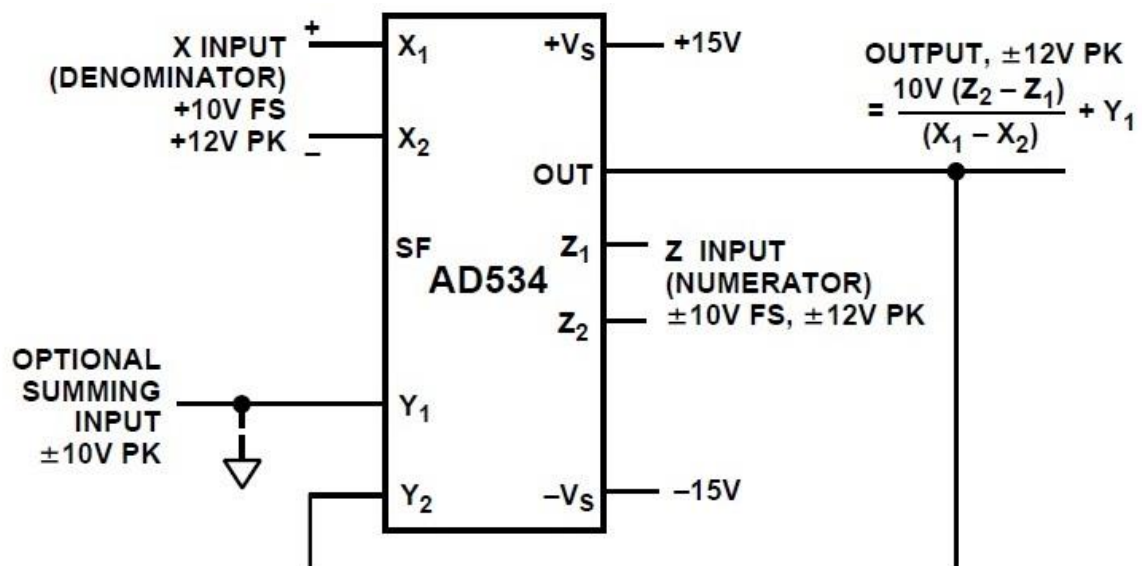 X INPUT
(DENOMINATOR)
+10V FS
+12V PK
+
–
X₁
X₂
SF
AD534
Y₁
Y₂
+Vₛ
OUT
Z₁
Z₂
–Vₛ
+15V
OUTPUT, ±12V PK
= 10V (Z₂ – Z₁) / (X₁ – X₂) + Y₁
Z INPUT
(NUMERATOR)
±10V FS, ±12V PK
OPTIONAL
SUMMING
INPUT
±10V PK
–15V